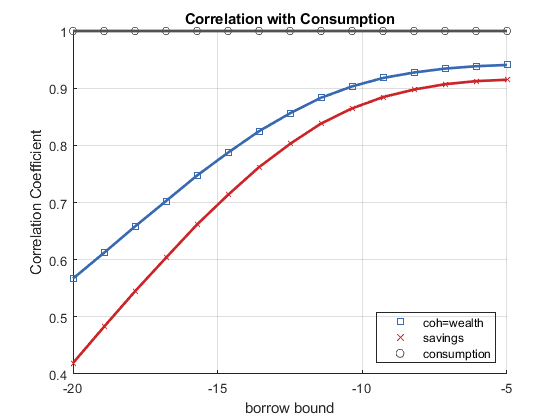 Correlation with Consumption
Correlation Coefficient
1
0.9
0.8
0.7
0.6
0.5
0.4
-20
-15
-10
-5
borrow bound
coh=wealth
savings
consumption